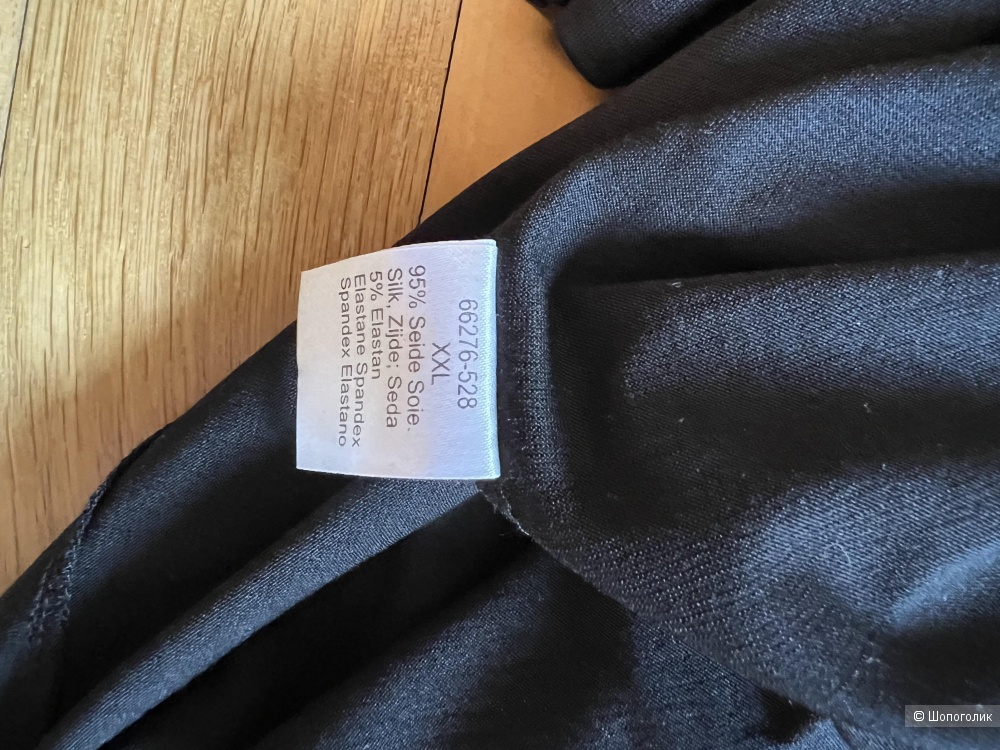 66276-528
XXL
95% Seide Soie.
Silk, Zijde; Seda
5% Elastan
Elastane Spandex
Spandex Elastano
© Шопоголик